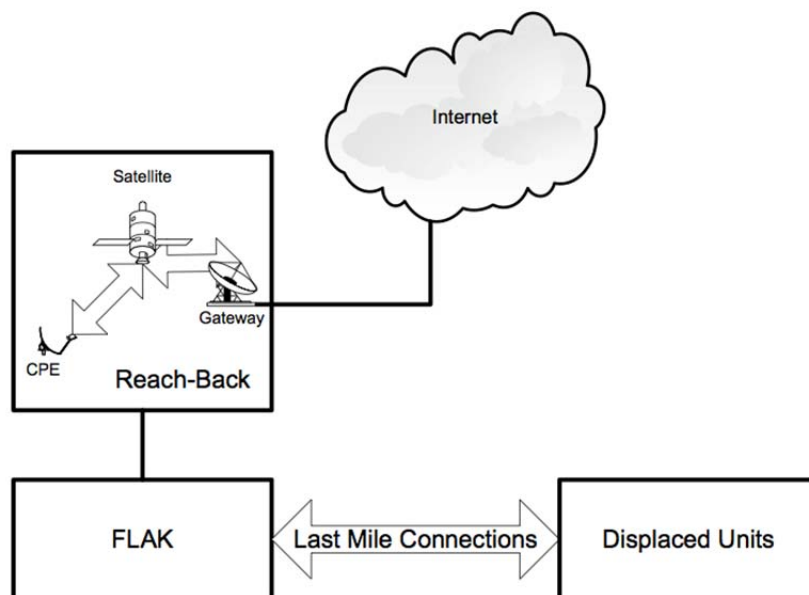 Internet
Satellite
Gateway
CPE
Reach-Back
FLAK
Last Mile Connections
Displaced Units